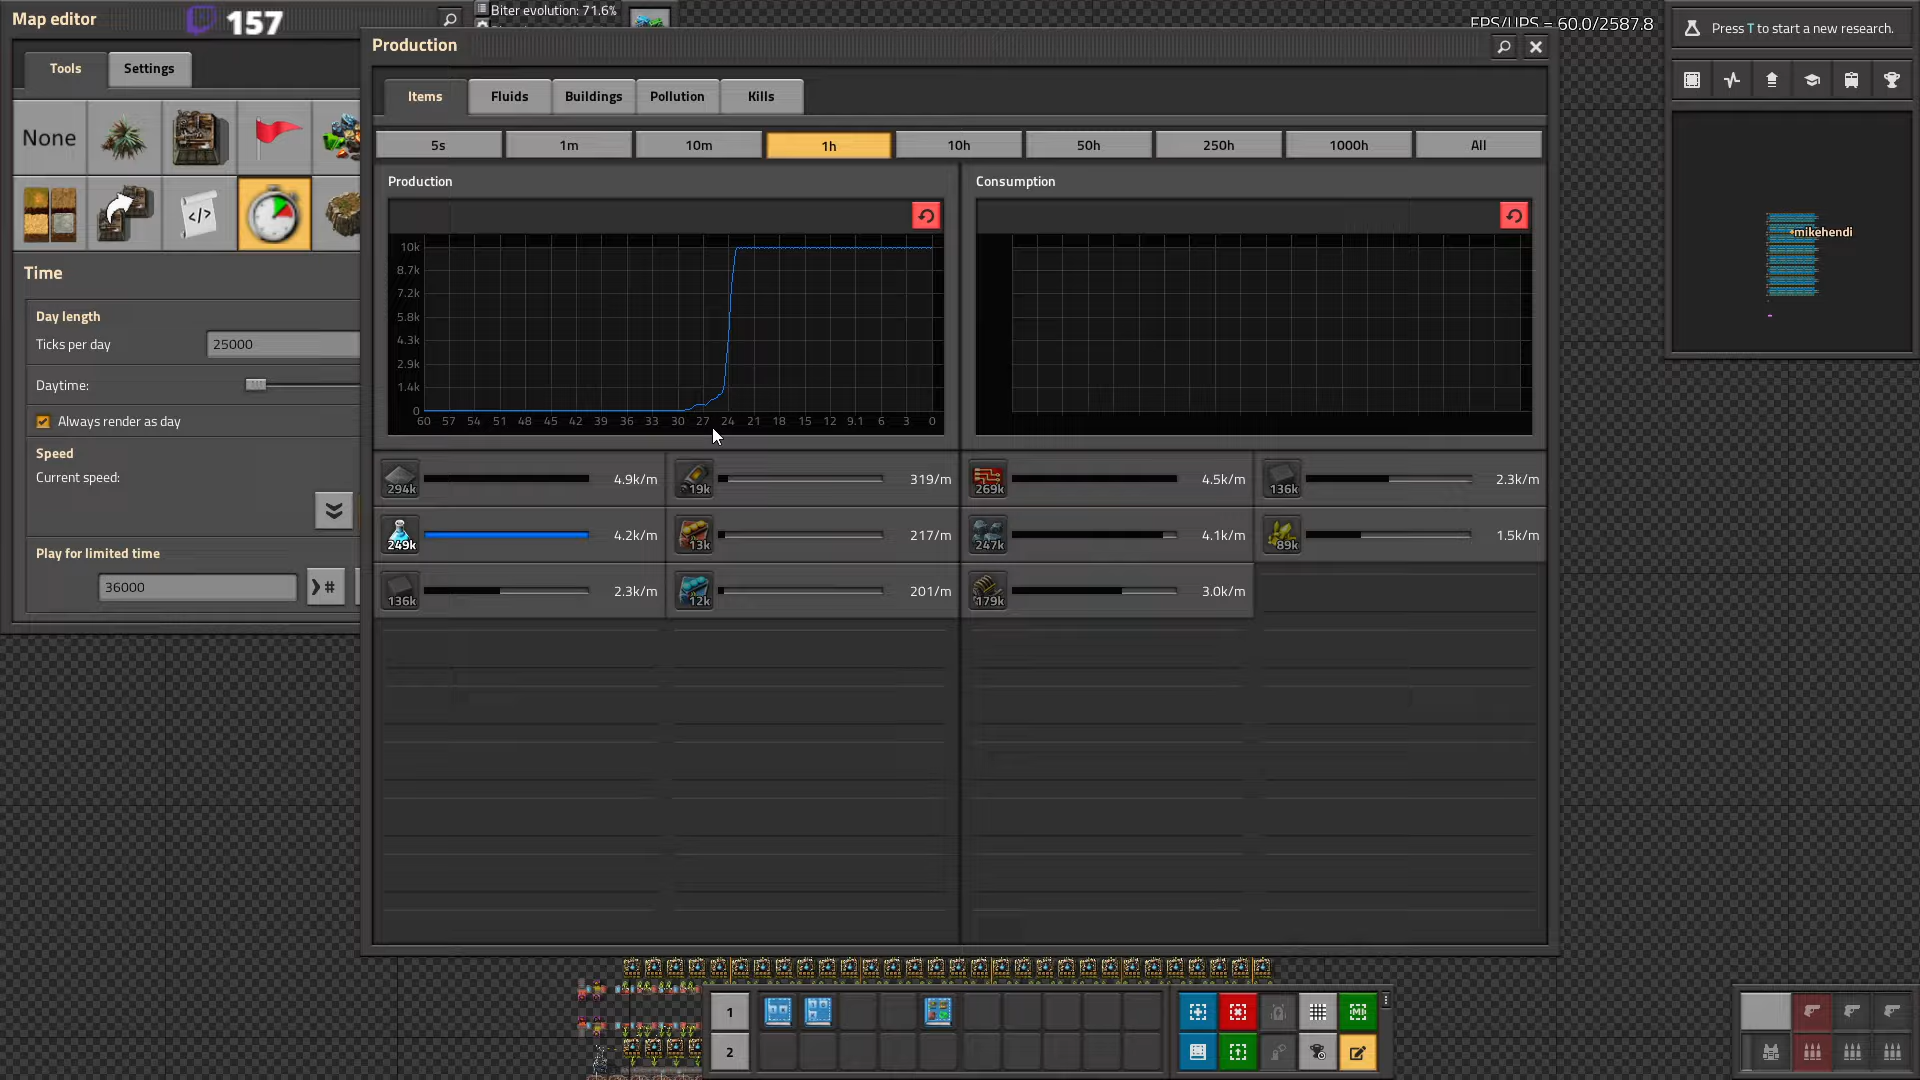 Map editor
157
Biter evolution: 71.6%
FPS/UPS = 60.0/2587.8
Press T to start a new research.
Tools
Settings
None
Time
Day length
Ticks per day
25000
Daytime:
Always render as day
Speed
Current speed:
Play for limited time
36000
#
Production
Items
Fluids
Buildings
Pollution
Kills
5s
1m
10m
1h
10h
50h
250h
1000h
All
Production
10k
8.7k
7.2k
5.8k
4.3k
2.9k
1.4k
0
60 57 54 51 48 45 42 39 36 33 30 27 24 21 18 15 12 9.1 6 3 0
Consumption
294k 4.9k/m
19k 319/m
269k 4.5k/m
136k 2.3k/m
249k 4.2k/m
13k 217/m
247k 4.1k/m
89k 1.5k/m
136k 2.3k/m
12k 201/m
179k 3.0k/m
mikehendi
1
2